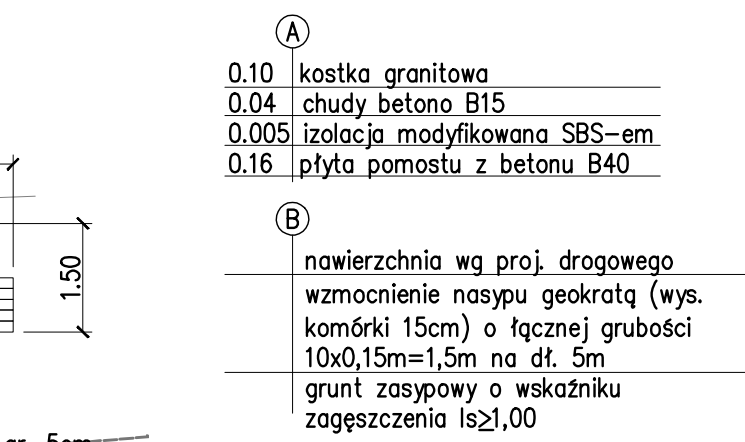 A
0.10 kostka granitowa
0.04 chudy betono B15
0.005 izolacja modyfikowana SBS-em
0.16 płyta pomostu z betonu B40
B
nawierzchnia wg proj. drogowego
wzmocnienie nasypu geokratą (wys.
komórki 15cm) o łącznej grubości
10x0,15m=1,5m na dł. 5m
grunt zasypowy o wskaźniku
zagęszczenia Is≥1,00
1.50
gr. 5cm